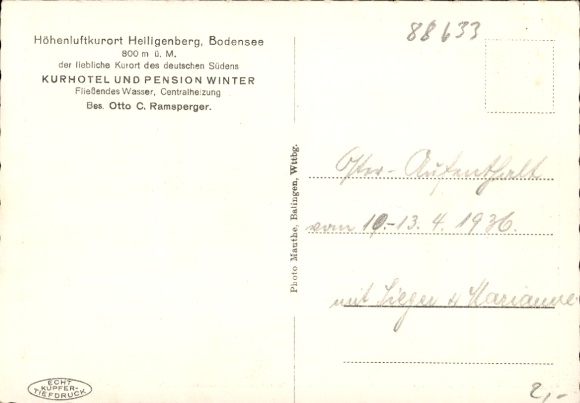 Höhenluftkurort Heiligenberg, Bodensee
800 m ü. M.
der liebliche Kurort des deutschen Südens
KURHOTEL UND PENSION WINTER
Fließendes Wasser, Centralheizung
Bes. Otto C. Ramsperger.
88633
Photo Mauthe, Balingen, Wttbg.
Oster-Aufenthalt
vom 10.-13. 4. 1936.
mit & Marianne
ECHT
KUPFER-
TIEFDRUCK
2,-